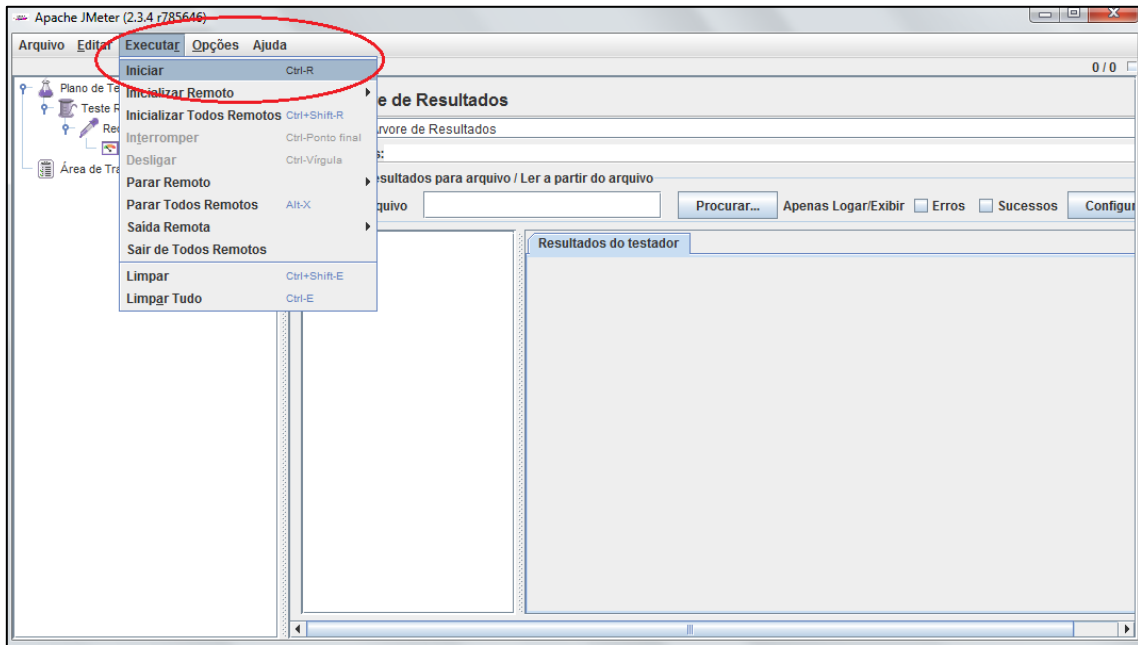 Apache JMeter (2.3.4 r785646)
Arquivo Editar Executar Opções Ajuda
0 / 0
Iniciar Ctrl-R
Inicializar Remoto
Inicializar Todos Remotos Ctrl+Shift-R
Interromper Ctrl-Ponto final
Desligar Ctrl-Vírgula
Parar Remoto
Parar Todos Remotos Alt-X
Saída Remota
Sair de Todos Remotos
Limpar Ctrl+Shift-E
Limpar Tudo Ctrl-E
Plano de Te
Teste R
Rec
Área de Tra
e de Resultados
rvore de Resultados
s:
esultados para arquivo / Ler a partir do arquivo
quivo Procurar... Apenas Logar/Exibir Erros Sucessos Configur
Resultados do testador